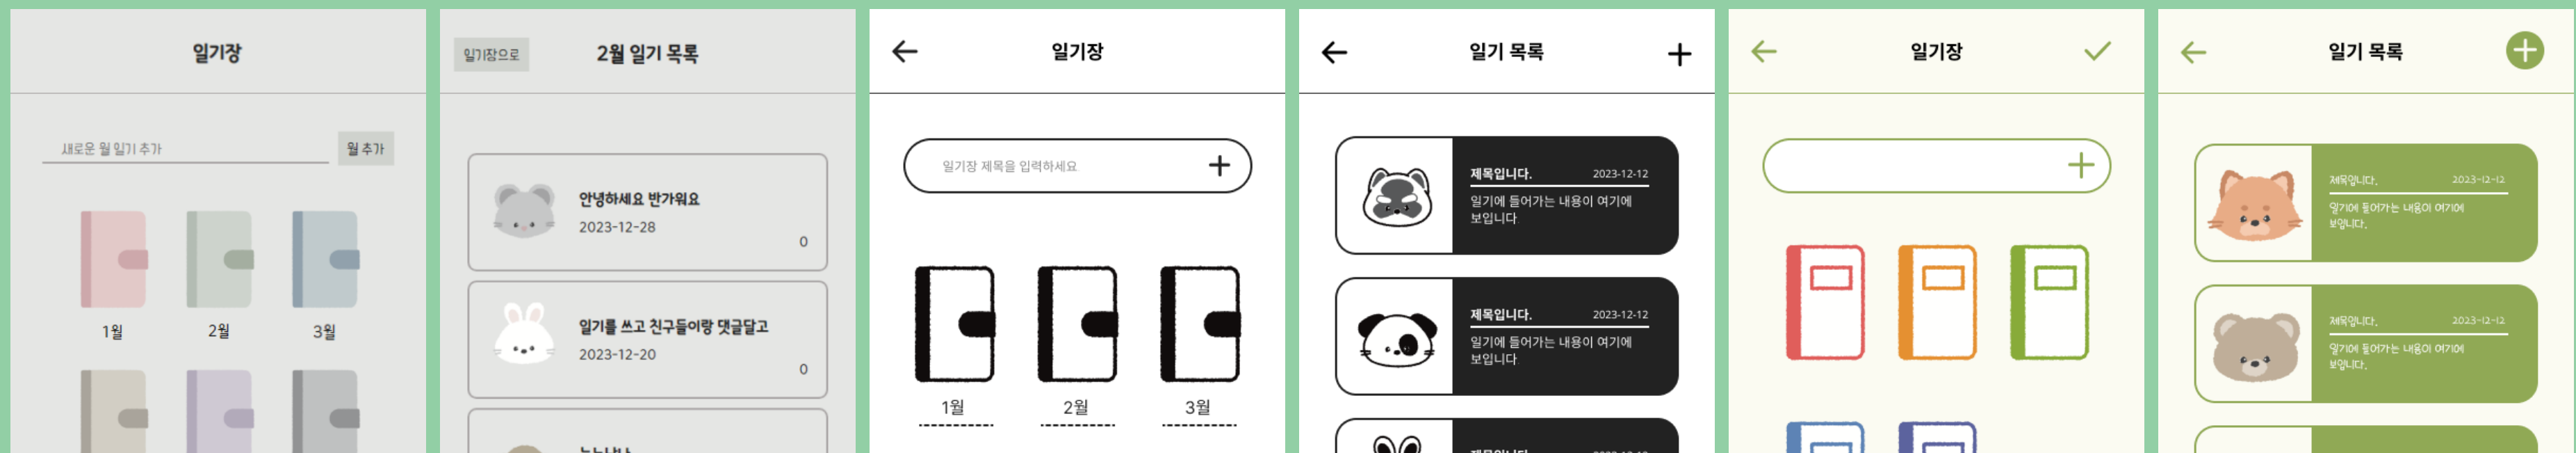 일기장
새로운 월 일기 추가
월 추가
1월
2월
3월
일기장으로
2월 일기 목록
안녕하세요 반가워요
2023-12-28
0
일기를 쓰고 친구들이랑 댓글달고
2023-12-20
0
일기장
일기장 제목을 입력하세요
1월
2월
3월
일기 목록
제목입니다.
2023-12-12
일기에 들어가는 내용이 여기에
보입니다.
제목입니다.
2023-12-12
일기에 들어가는 내용이 여기에
보입니다.
일기장
일기 목록
제목입니다.
2023-12-12
일기에 들어가는 내용이 여기에
보입니다.
제목입니다.
2023-12-12
일기에 들어가는 내용이 여기에
보입니다.